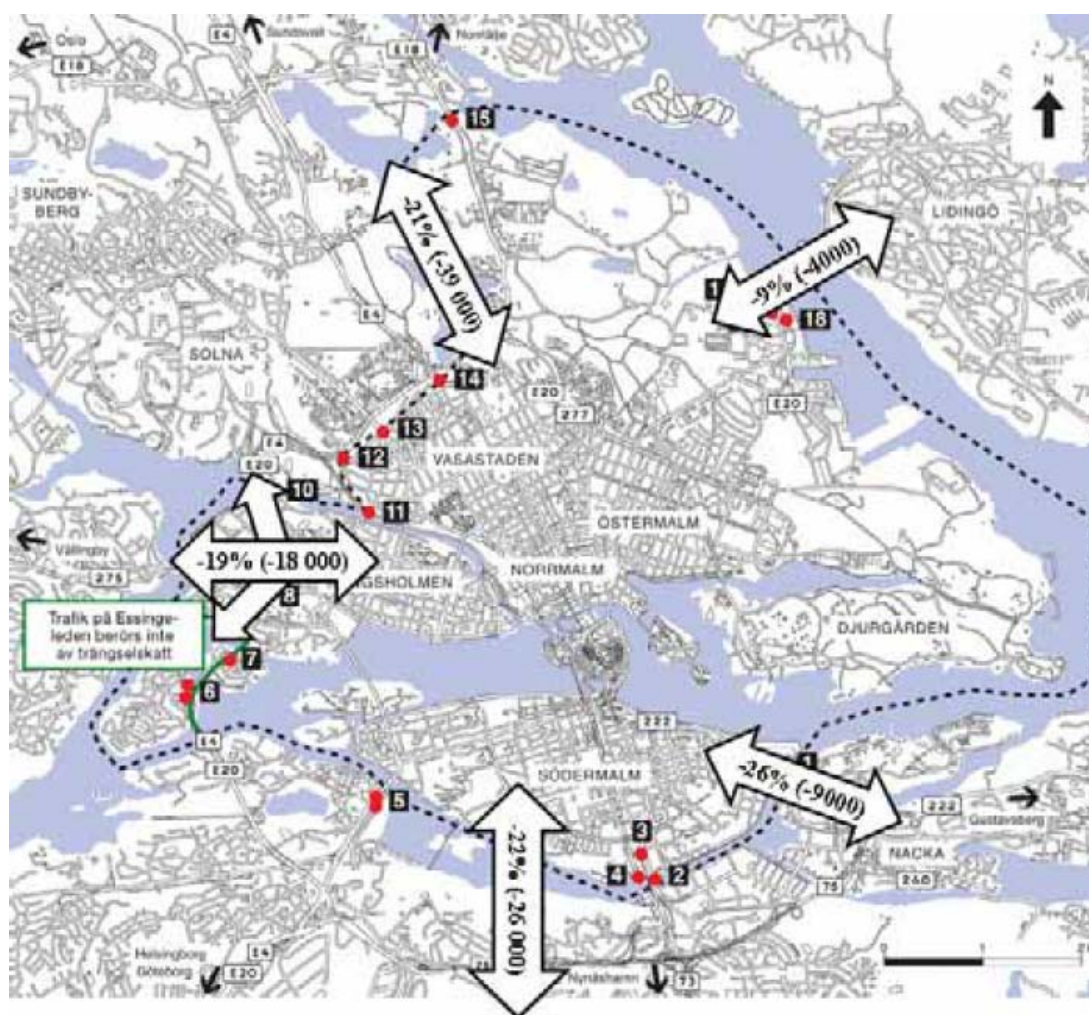 E4
Sundsvall
Norrtälje
Oslo
E18
E18
N
15
SUNDBY-
BERG
LIDINGÖ
-21% (-39 000)
-9% (-4000)
E4
18
SOLNA
14
E20
277
E20
13
E4
12
VASASTADEN
E20
10
11
ÖSTERMALM
Vällingby
275
-19% (-18 000)
NGSHOLMEN
NORRMALM
8
Trafik på Essinge-
leden berörs inte
av trängselskatt
DJURGÅRDEN
7
6
222
E4
E20
1
SÖDERMALM
-26% (-9000)
5
222
Gustavsberg
3
NACKA
4
2
75
260
-22% (-26 000)
Helsingborg
Göteborg
E4
E20
Nynäshamn
73
0
1